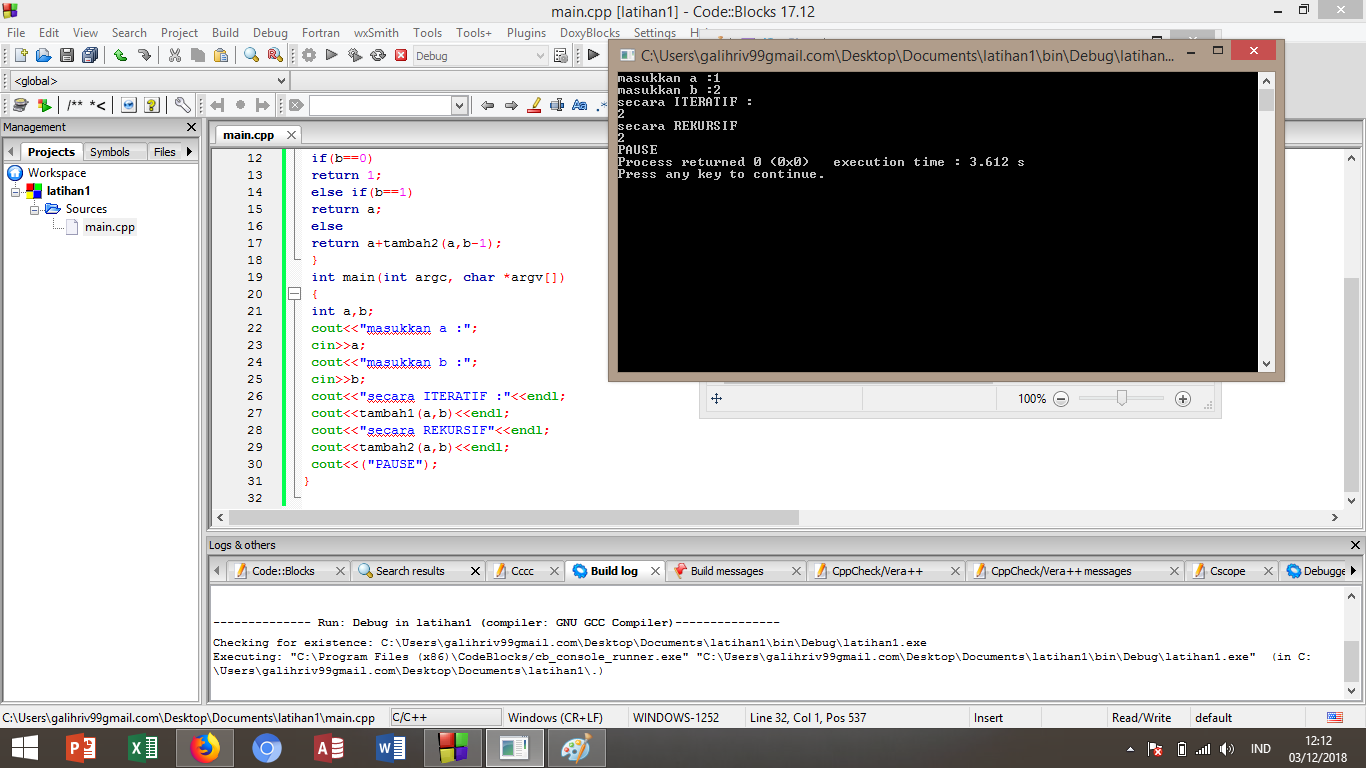 main.cpp [latihan1] - Code::Blocks 17.12
File Edit View Search Project Build Debug Fortran wxSmith Tools Tools+ Plugins DoxyBlocks Settings
Debug
<global>
/** *<
Aa .*
C:\Users\galihriv99gmail.com\Desktop\Documents\latihan1\bin\Debug\latihan...
masukkan a :1
masukkan b :2
secara ITERATIF :
2
secara REKURSIF
2
PAUSE
Process returned 0 (0x0)   execution time : 3.612 s
Press any key to continue.
Management
Projects Symbols Files
Workspace
latihan1
Sources
main.cpp
main.cpp
12 if(b==0)
13 return 1;
14 else if(b==1)
15 return a;
16 else
17 return a+tambah2(a,b-1);
18 }
19 int main(int argc, char *argv[])
20 {
21 int a,b;
22 cout<<"masukkan a :";
23 cin>>a;
24 cout<<"masukkan b :";
25 cin>>b;
26 cout<<"secara ITERATIF :"<<endl;
27 cout<<tambah1(a,b)<<endl;
28 cout<<"secara REKURSIF"<<endl;
29 cout<<tambah2(a,b)<<endl;
30 cout<<("PAUSE");
31 }
32
100%
Logs & others
Code::Blocks Search results Cccc Build log Build messages CppCheck/Vera++ CppCheck/Vera++ messages Cscope Debugge
-------------- Run: Debug in latihan1 (compiler: GNU GCC Compiler)---------------
Checking for existence: C:\Users\galihriv99gmail.com\Desktop\Documents\latihan1\bin\Debug\latihan1.exe
Executing: "C:\Program Files (x86)\CodeBlocks/cb_console_runner.exe" "C:\Users\galihriv99gmail.com\Desktop\Documents\latihan1\bin\Debug\latihan1.exe"  (in C:
\Users\galihriv99gmail.com\Desktop\Documents\latihan1\.)
C:\Users\galihriv99gmail.com\Desktop\Documents\latihan1\main.cpp C/C++ Windows (CR+LF) WINDOWS-1252 Line 32, Col 1, Pos 537 Insert Read/Write default
IND
12:12
03/12/2018